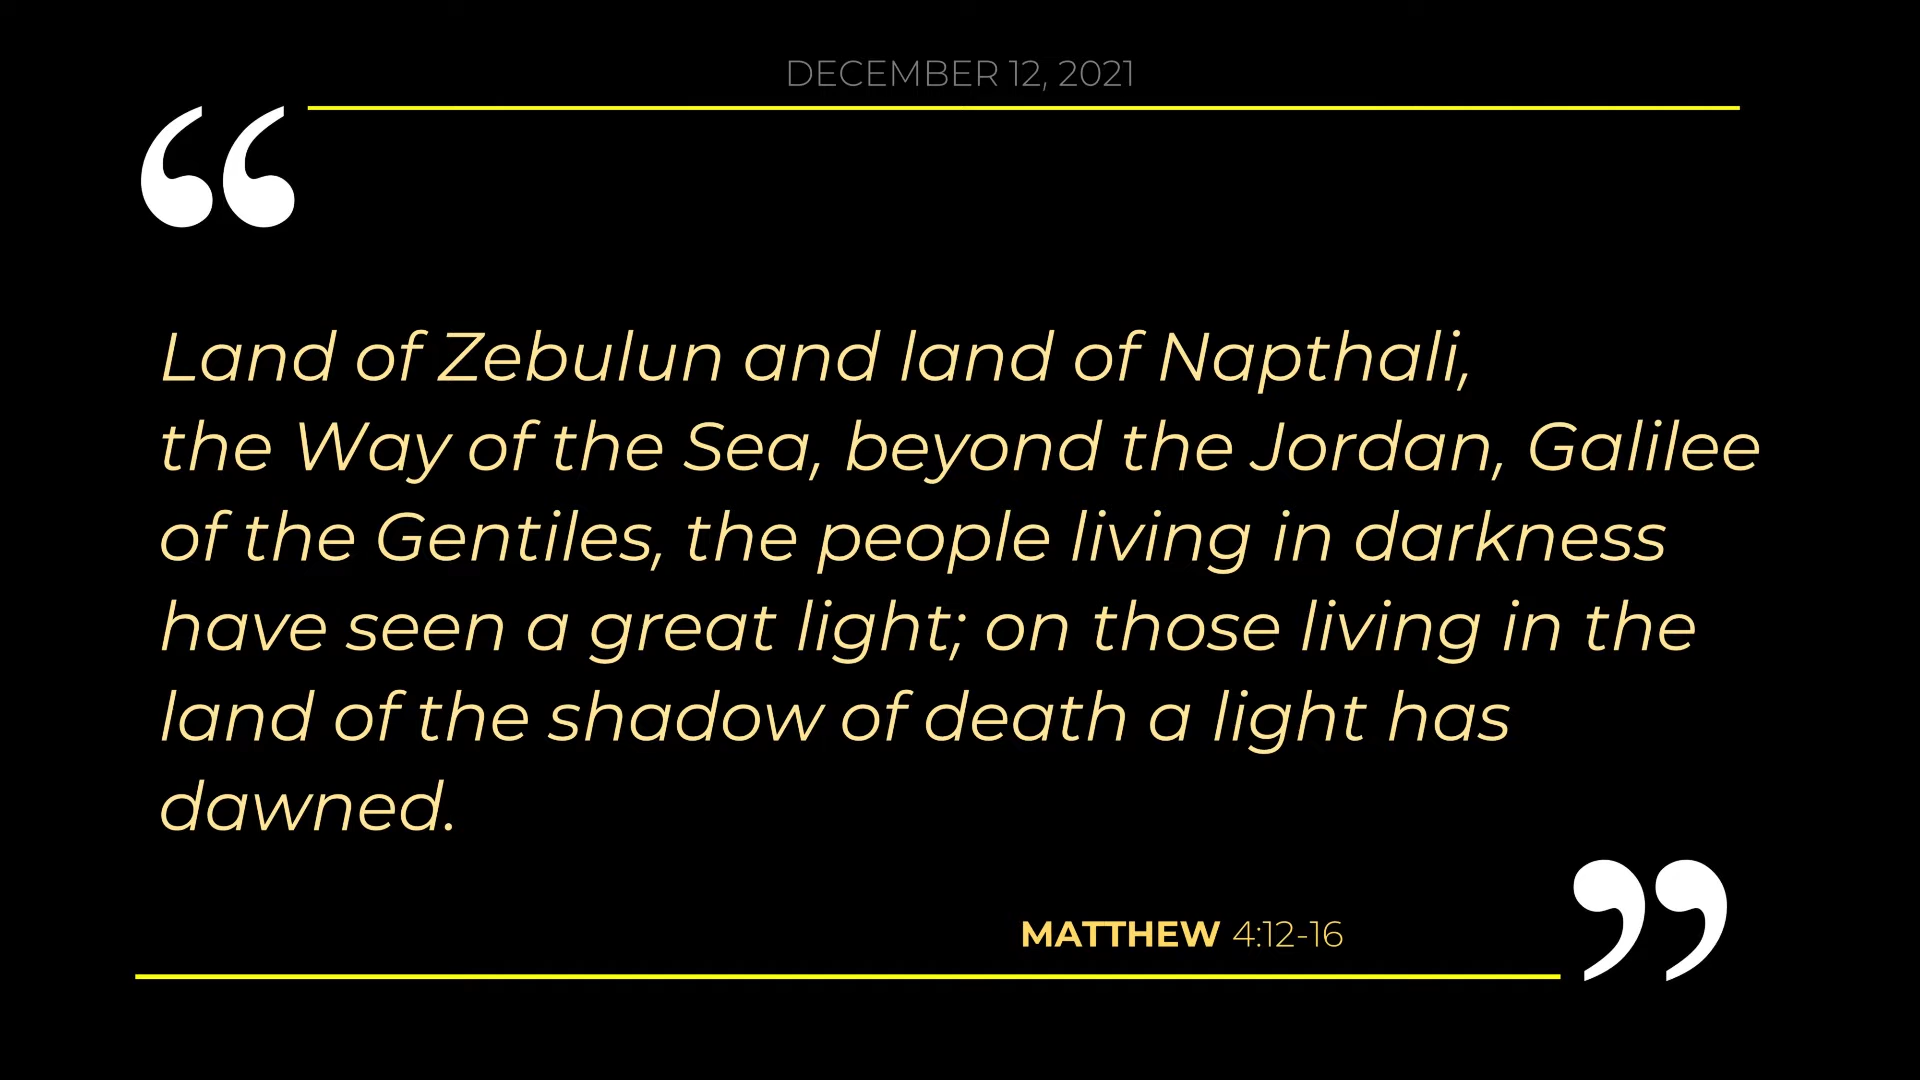 DECEMBER 12, 2021
“
Land of Zebulun and land of Napthali,
the Way of the Sea, beyond the Jordan, Galilee
of the Gentiles, the people living in darkness
have seen a great light; on those living in the
land of the shadow of death a light has
dawned.
MATTHEW 4:12-16
”